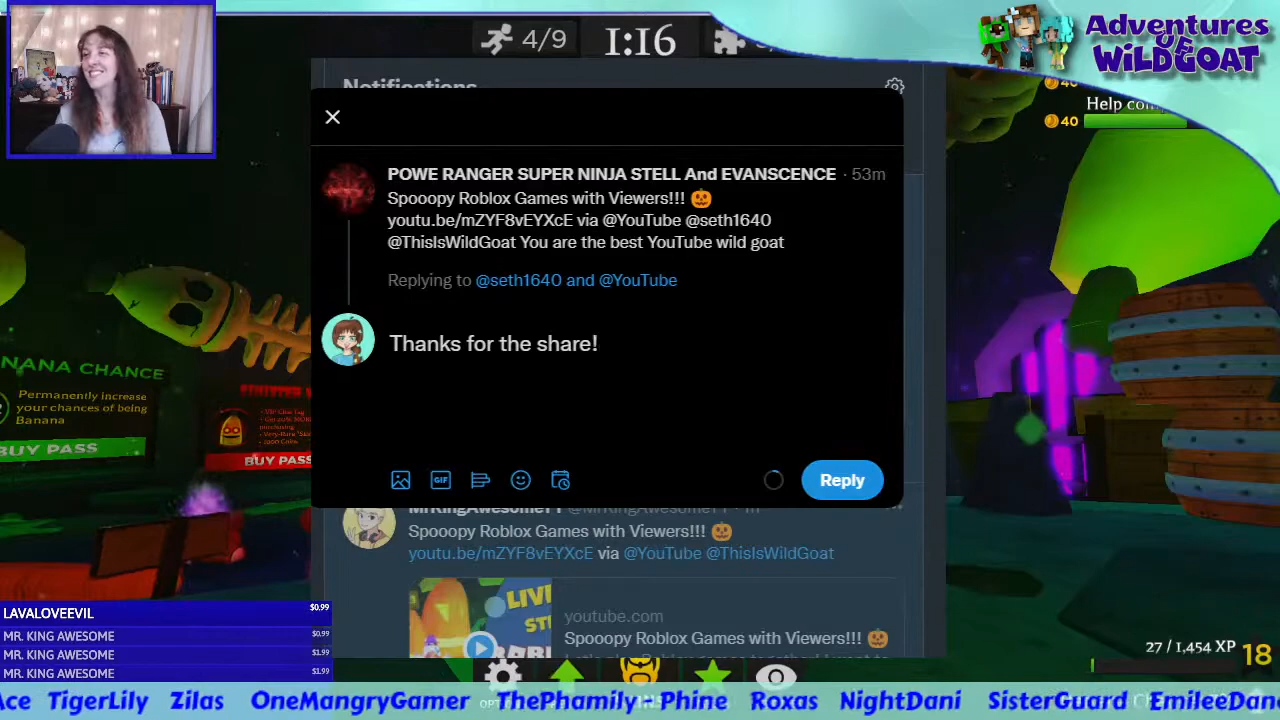 4/9
1:16
Adventures
OF
WiLDGOAT
Notifications
40
Help
40
POWE RANGER SUPER NINJA STELL And EVANSCENCE · 53m
Spooopy Roblox Games with Viewers!!! 🎃
youtu.be/mZYF8vEYXcE via @YouTube @seth1640
@ThisIsWildGoat You are the best YouTube wild goat
Replying to @seth1640 and @YouTube
Thanks for the share!
NANA CHANCE
Permanently increase
your chances of being
Banana
BUY PASS
BUY PASS
GIF
Reply
Spooopy Roblox Games with Viewers!!! 🎃
youtu.be/mZYF8vEYXcE via @YouTube @ThisIsWildGoat
LIV
ST
youtube.com
Spooopy Roblox Games with Viewers!!! 🎃
LAVALOVEEVIL $0.99
MR. KING AWESOME $0.99
MR. KING AWESOME $1.99
MR. KING AWESOME $1.99
27 / 1,454 XP 18
Ace TigerLily Zilas OneMangryGamer ThePhamily Phine Roxas NightDani SisterGuard EmileeDan